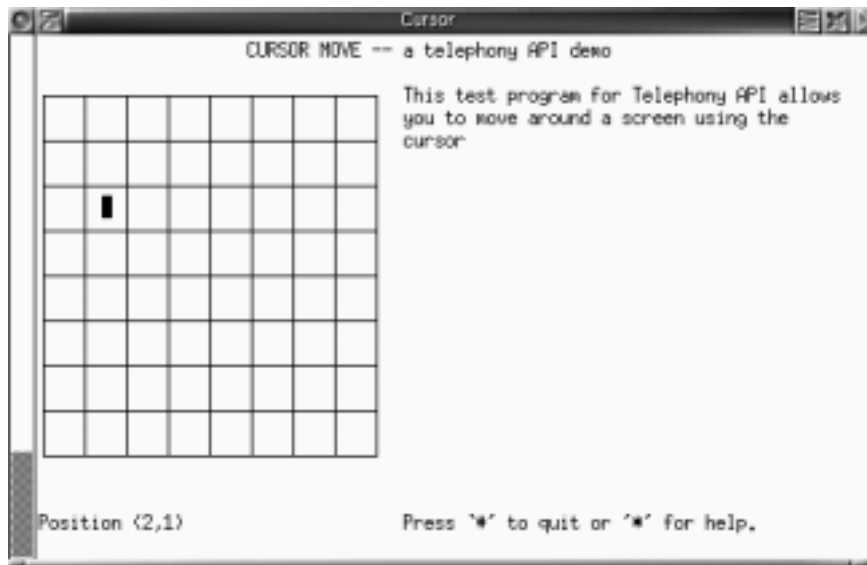 Cursor
CURSOR MOVE -- a telephony API demo
This test program for Telephony API allows
you to move around a screen using the
cursor
Position (2,1)
Press `#' to quit or '*' for help.